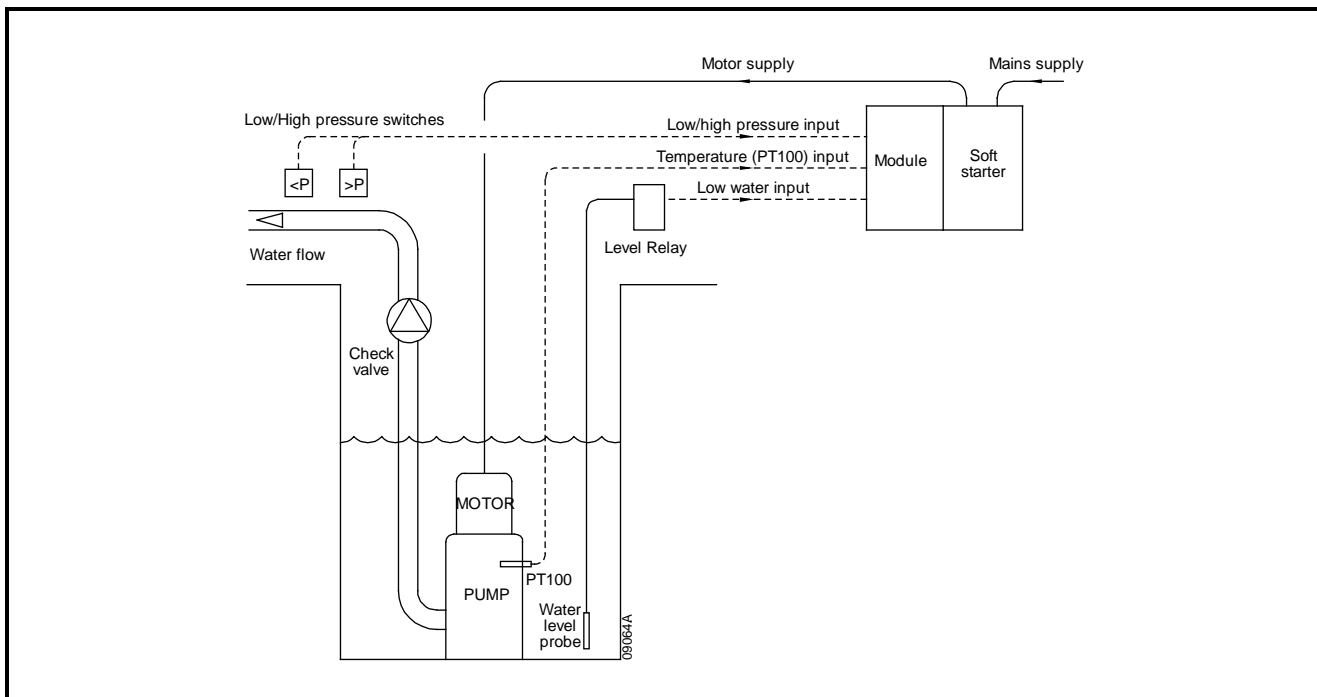 Motor supply
Mains supply
Low/High pressure switches
Low/high pressure input
<P
>P
Temperature (PT100) input
Module
Soft
starter
Low water input
Level Relay
Water flow
Check
valve
MOTOR
PT100
PUMP
Water
level
probe
09064A